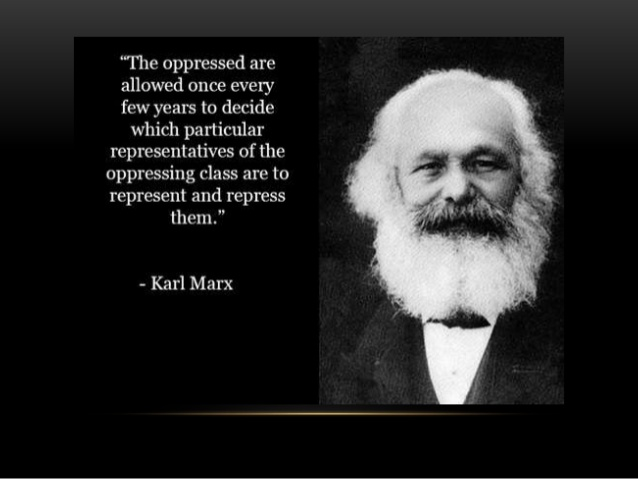 “The oppressed are
allowed once every
few years to decide
which particular
representatives of the
oppressing class are to
represent and repress
them.”
- Karl Marx